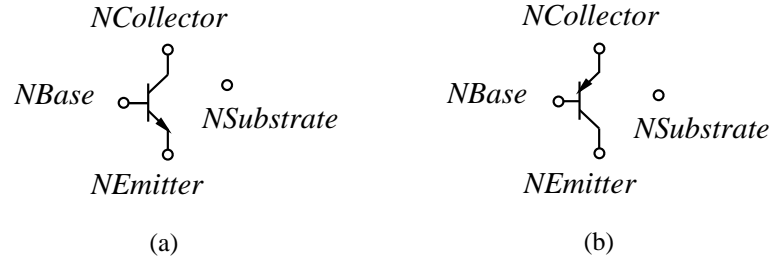 NCollector
NBase
NSubstrate
NEmitter
(a)
NCollector
NBase
NSubstrate
NEmitter
(b)